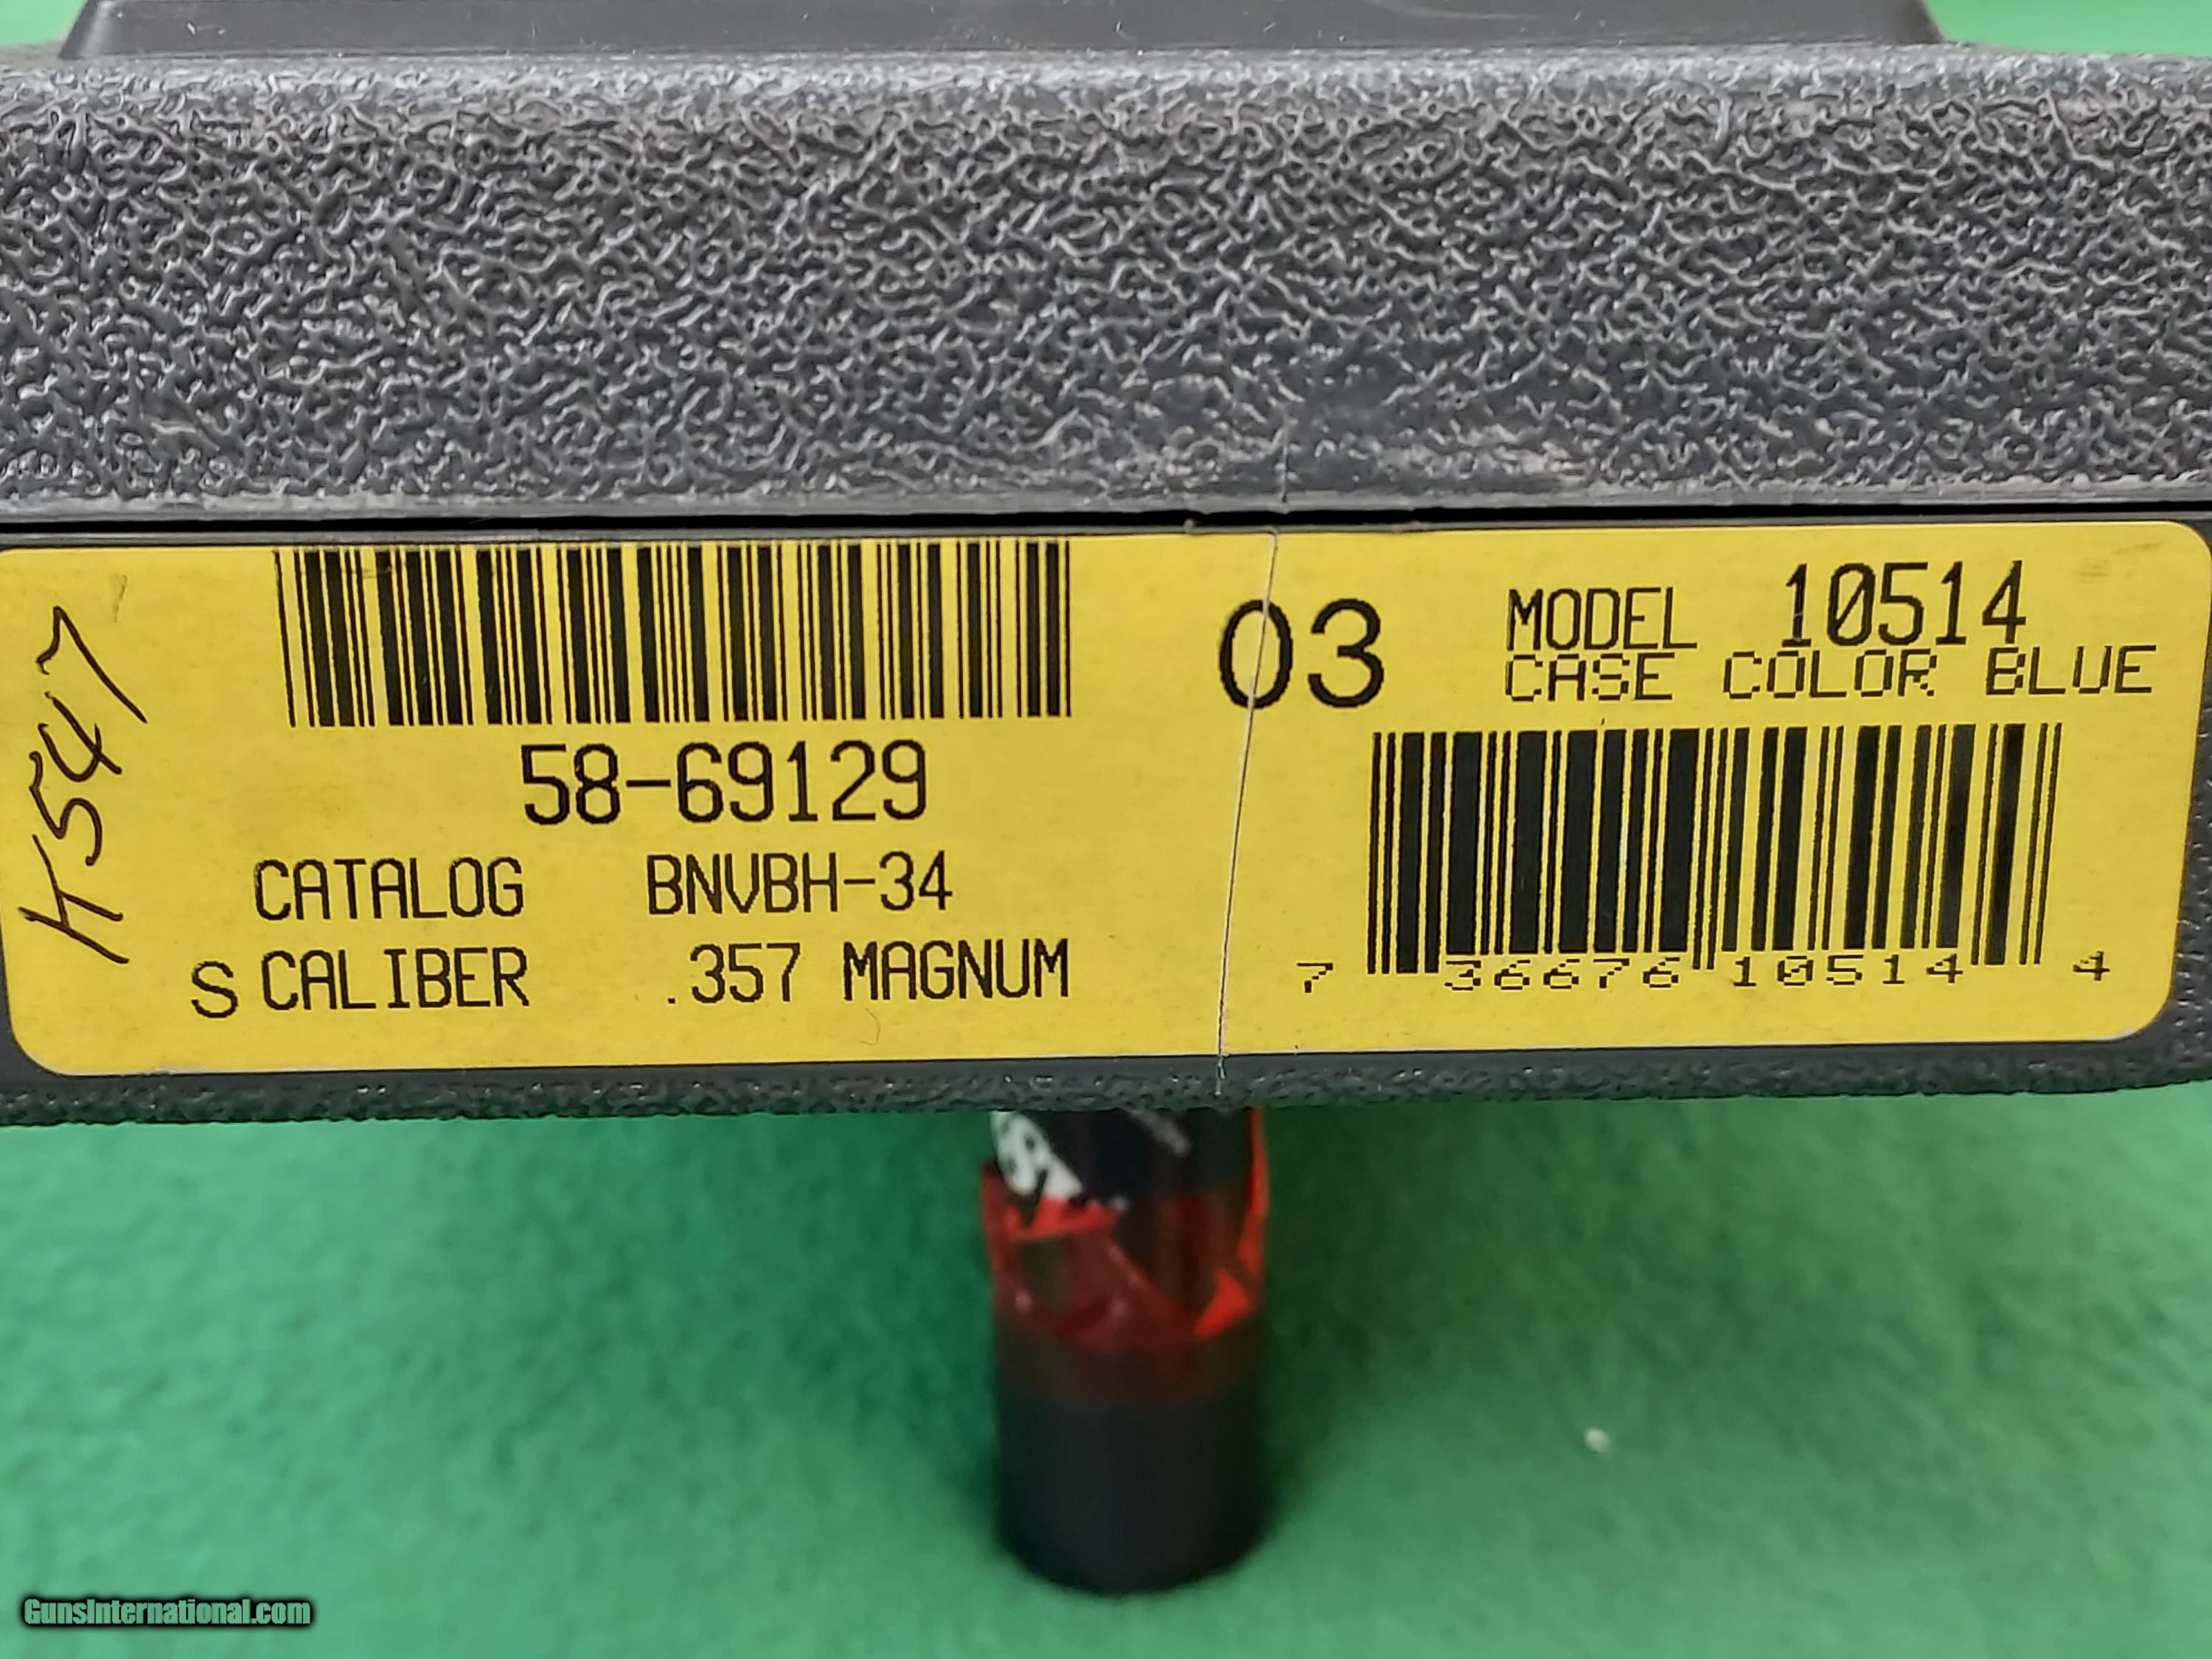 H547
58-69129
CATALOG BNVBH-34
S CALIBER .357 MAGNUM
03
MODEL 10514
CASE COLOR BLUE
7 36676 10514 4
GunsInternational.com